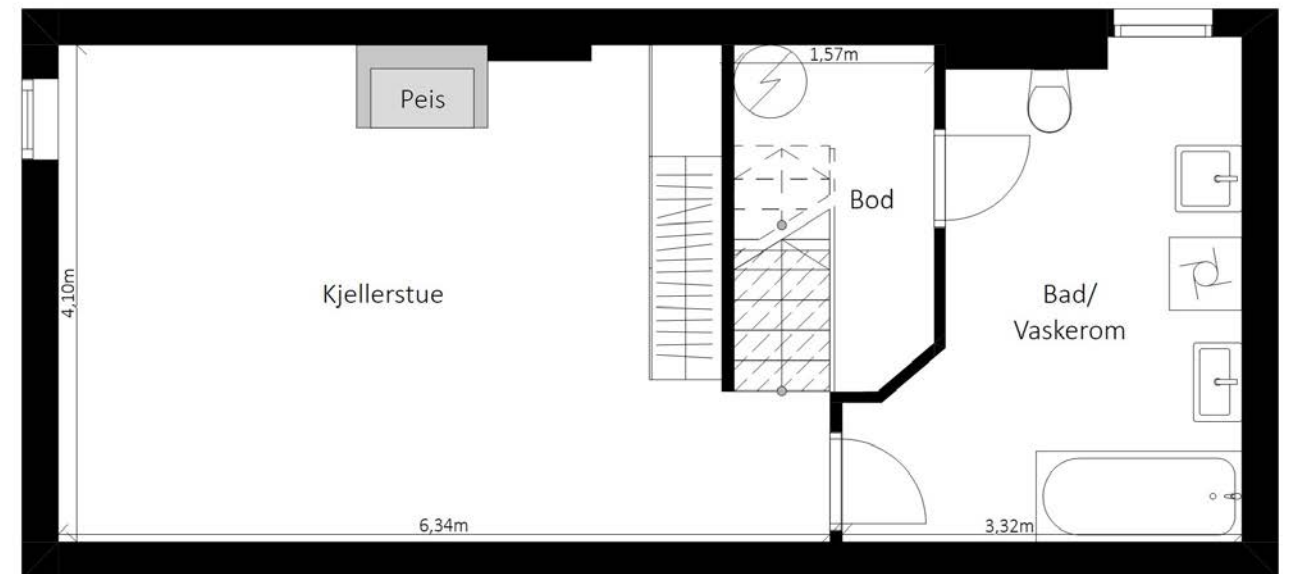 1,57m
Peis
Bod
4,10m
Kjellerstue
Bad/
Vaskerom
6,34m
3,32m